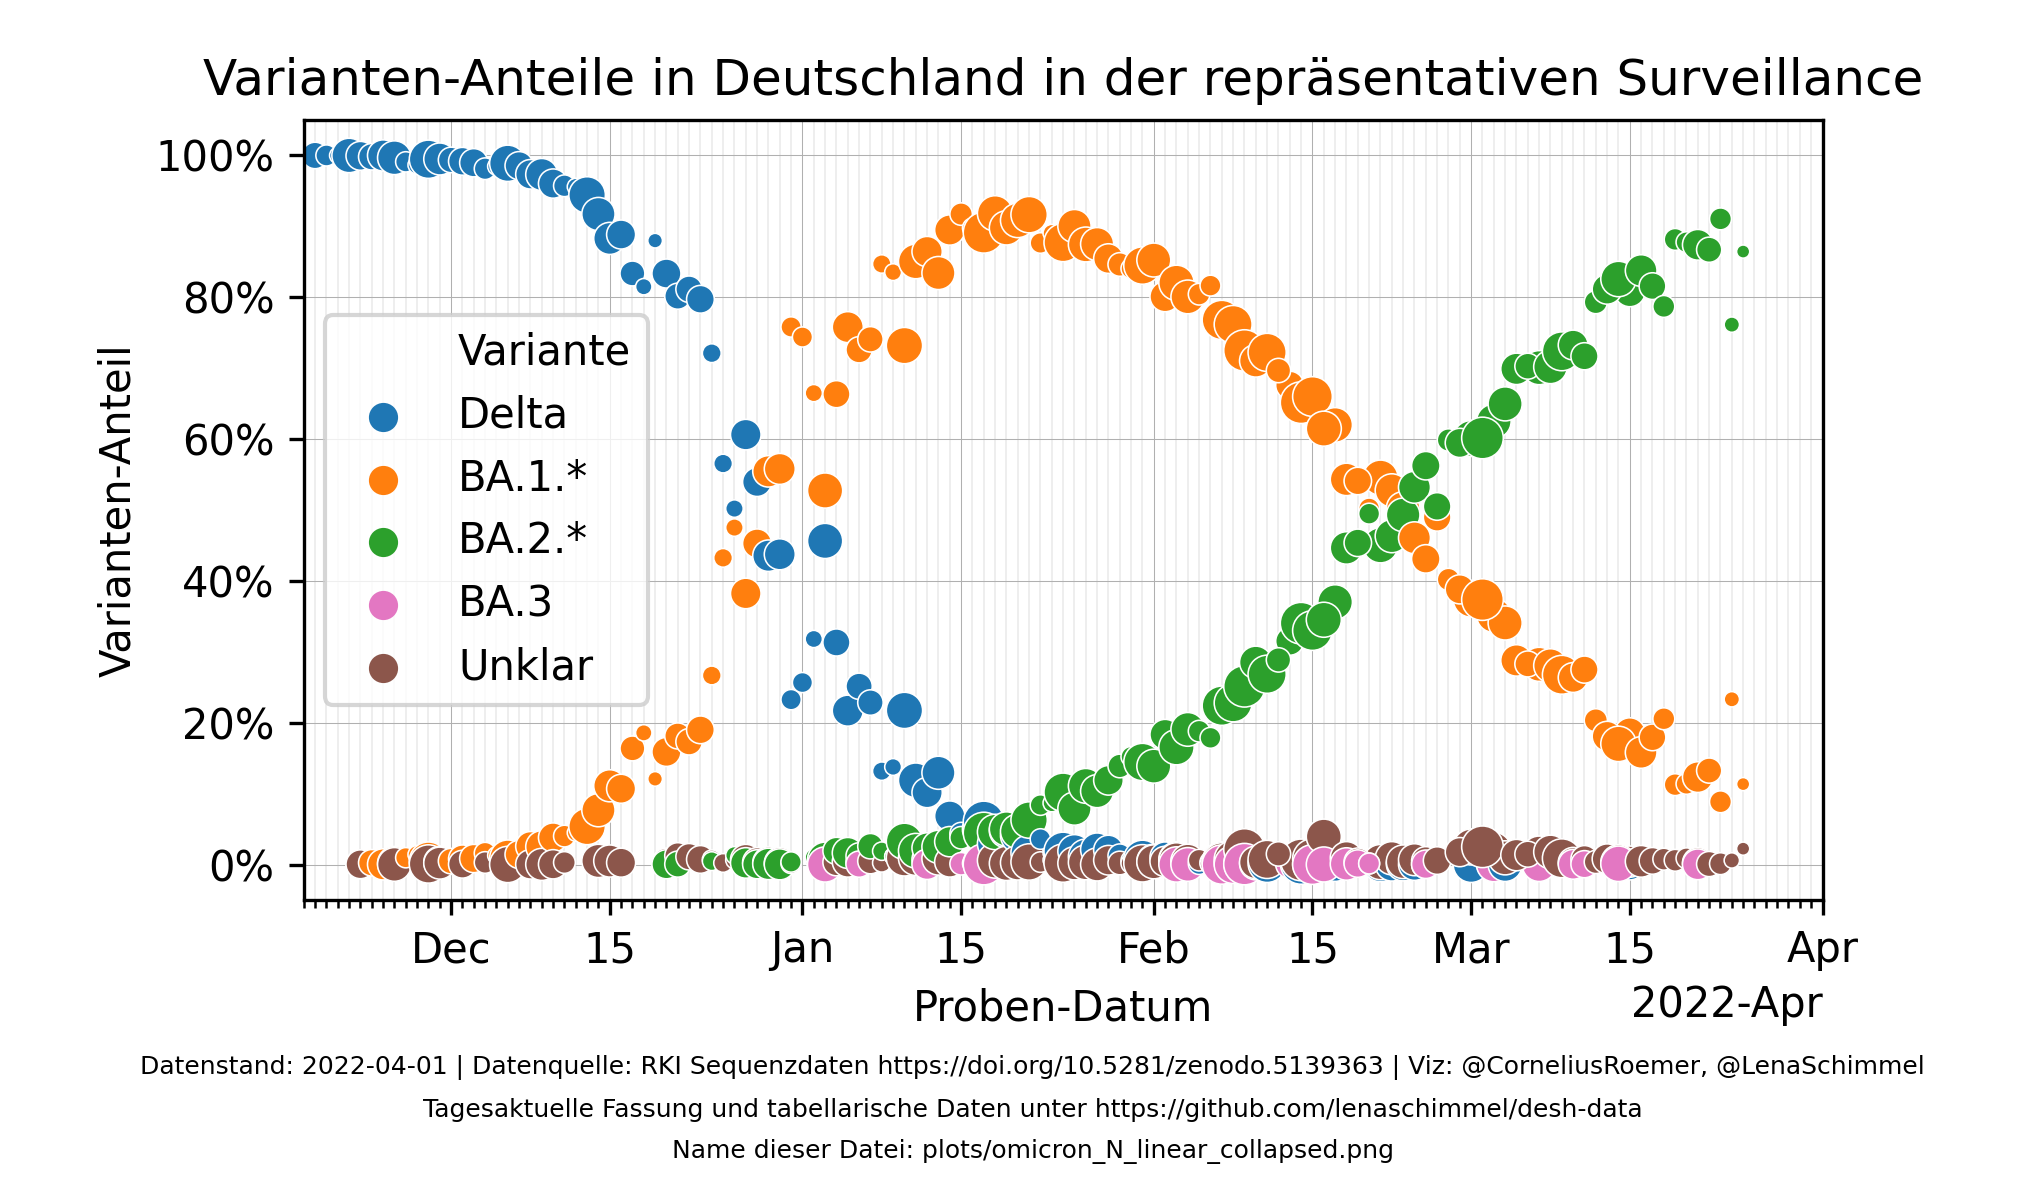 Varianten-Anteile in Deutschland in der repräsentativen Surveillance
Varianten-Anteil
100%
80%
60%
40%
20%
0%
Variante
Delta
BA.1.*
BA.2.*
BA.3
Unklar
Dec 15 Jan 15 Feb 15 Mar 15 Apr
Proben-Datum
2022-Apr
Datenstand: 2022-04-01 | Datenquelle: RKI Sequenzdaten https://doi.org/10.5281/zenodo.5139363 | Viz: @CorneliusRoemer, @LenaSchimmel
Tagesaktuelle Fassung und tabellarische Daten unter https://github.com/lenaschimmel/desh-data
Name dieser Datei: plots/omicron_N_linear_collapsed.png